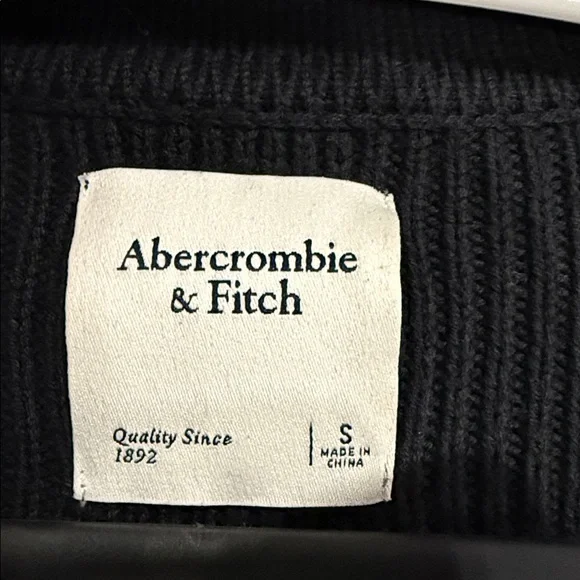 Abercrombie
& Fitch
Quality Since
1892
S
MADE IN
CHINA